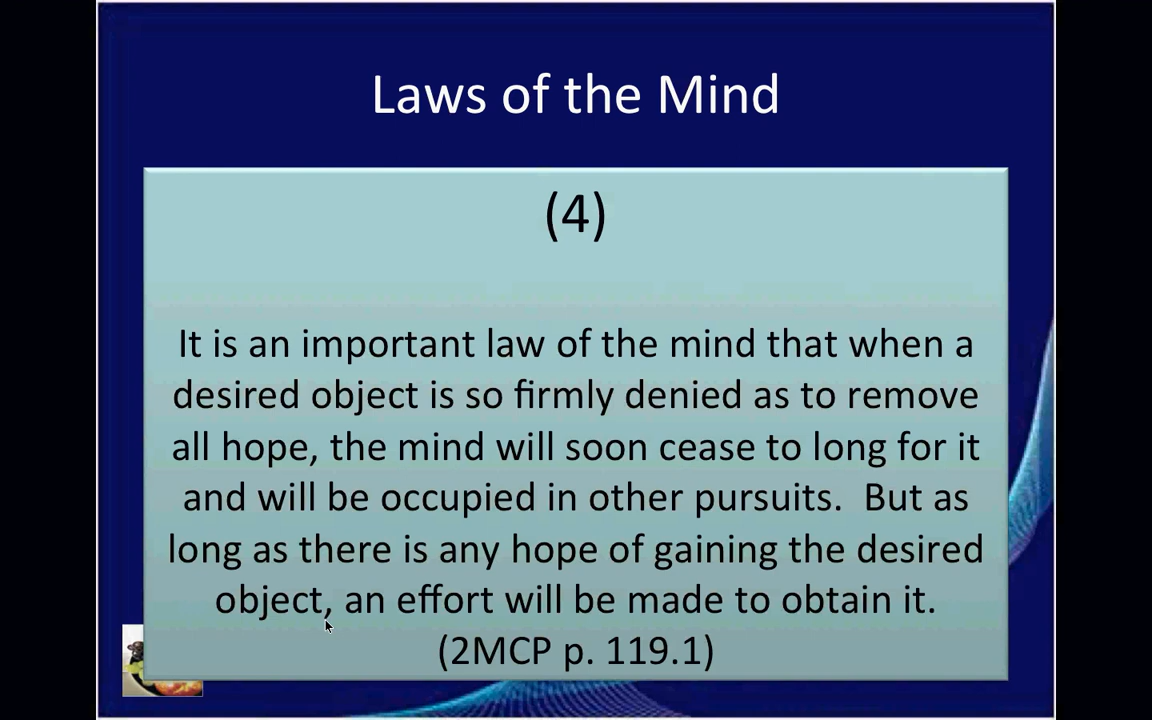 Laws of the Mind
(4)
It is an important law of the mind that when a
desired object is so firmly denied as to remove
all hope, the mind will soon cease to long for it
and will be occupied in other pursuits.  But as
long as there is any hope of gaining the desired
object, an effort will be made to obtain it.
(2MCP p. 119.1)